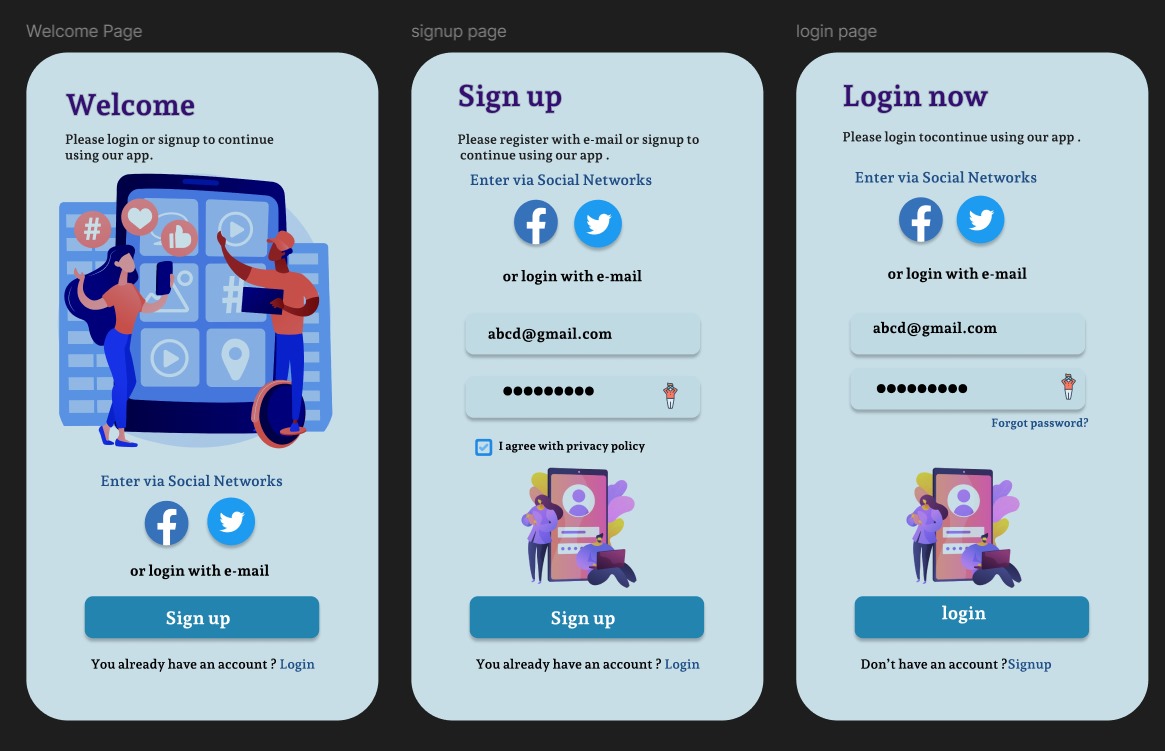 Welcome Page
Welcome
Please login or signup to continue
using our app.
#
#
Enter via Social Networks
or login with e-mail
Sign up
You already have an account ? Login
signup page
Sign up
Please register with e-mail or signup to
continue using our app .
Enter via Social Networks
or login with e-mail
abcd@gmail.com
●●●●●●●●●
I agree with privacy policy
Sign up
You already have an account ? Login
login page
Login now
Please login tocontinue using our app .
Enter via Social Networks
or login with e-mail
abcd@gmail.com
●●●●●●●●●
Forgot password?
login
Don’t have an account ?Signup